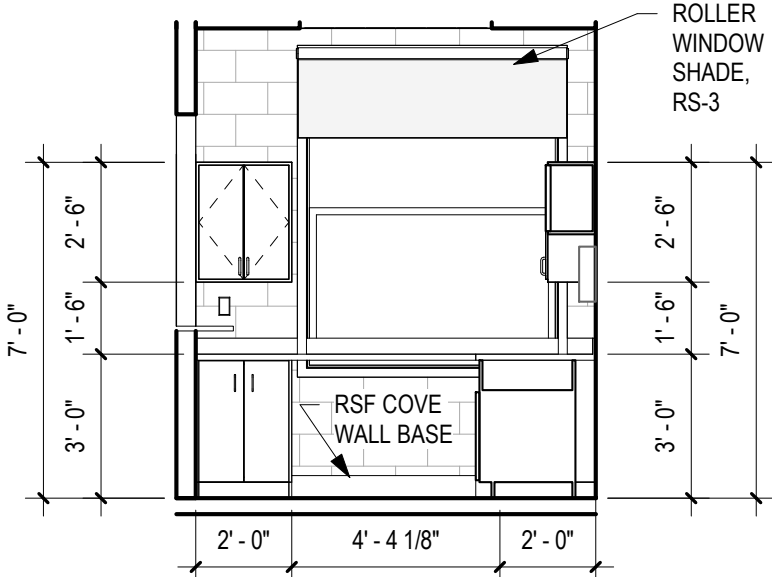 ROLLER
WINDOW
SHADE,
RS-3
7' - 0"
2' - 6"
1' - 6"
3' - 0"
2' - 6"
1' - 6"
3' - 0"
7' - 0"
RSF COVE
WALL BASE
2' - 0"
4' - 4 1/8"
2' - 0"